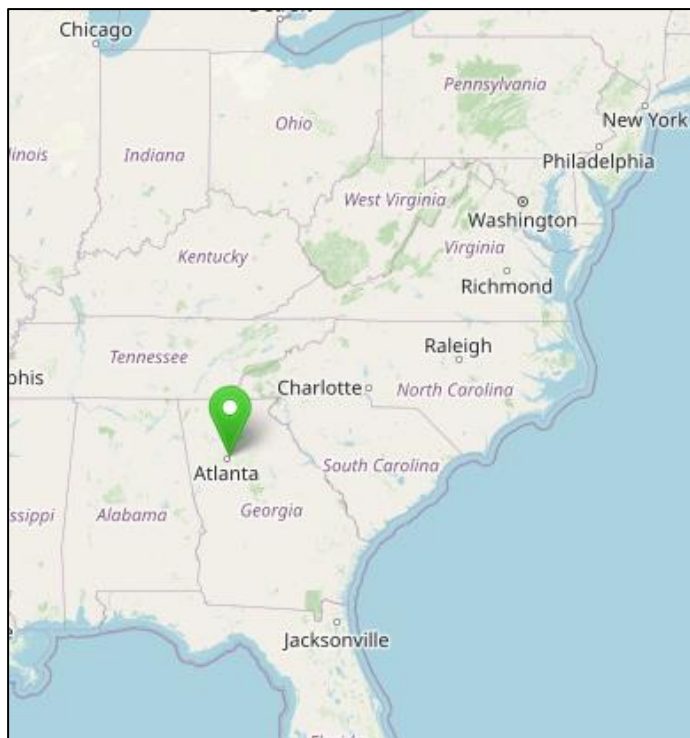 Chicago
Pennsylvania
Ohio
New York
Indiana
Philadelphia
West Virginia
Washington
Virginia
Kentucky
Richmond
Raleigh
Tennessee
Charlotte
North Carolina
South Carolina
Atlanta
Georgia
Alabama
Jacksonville